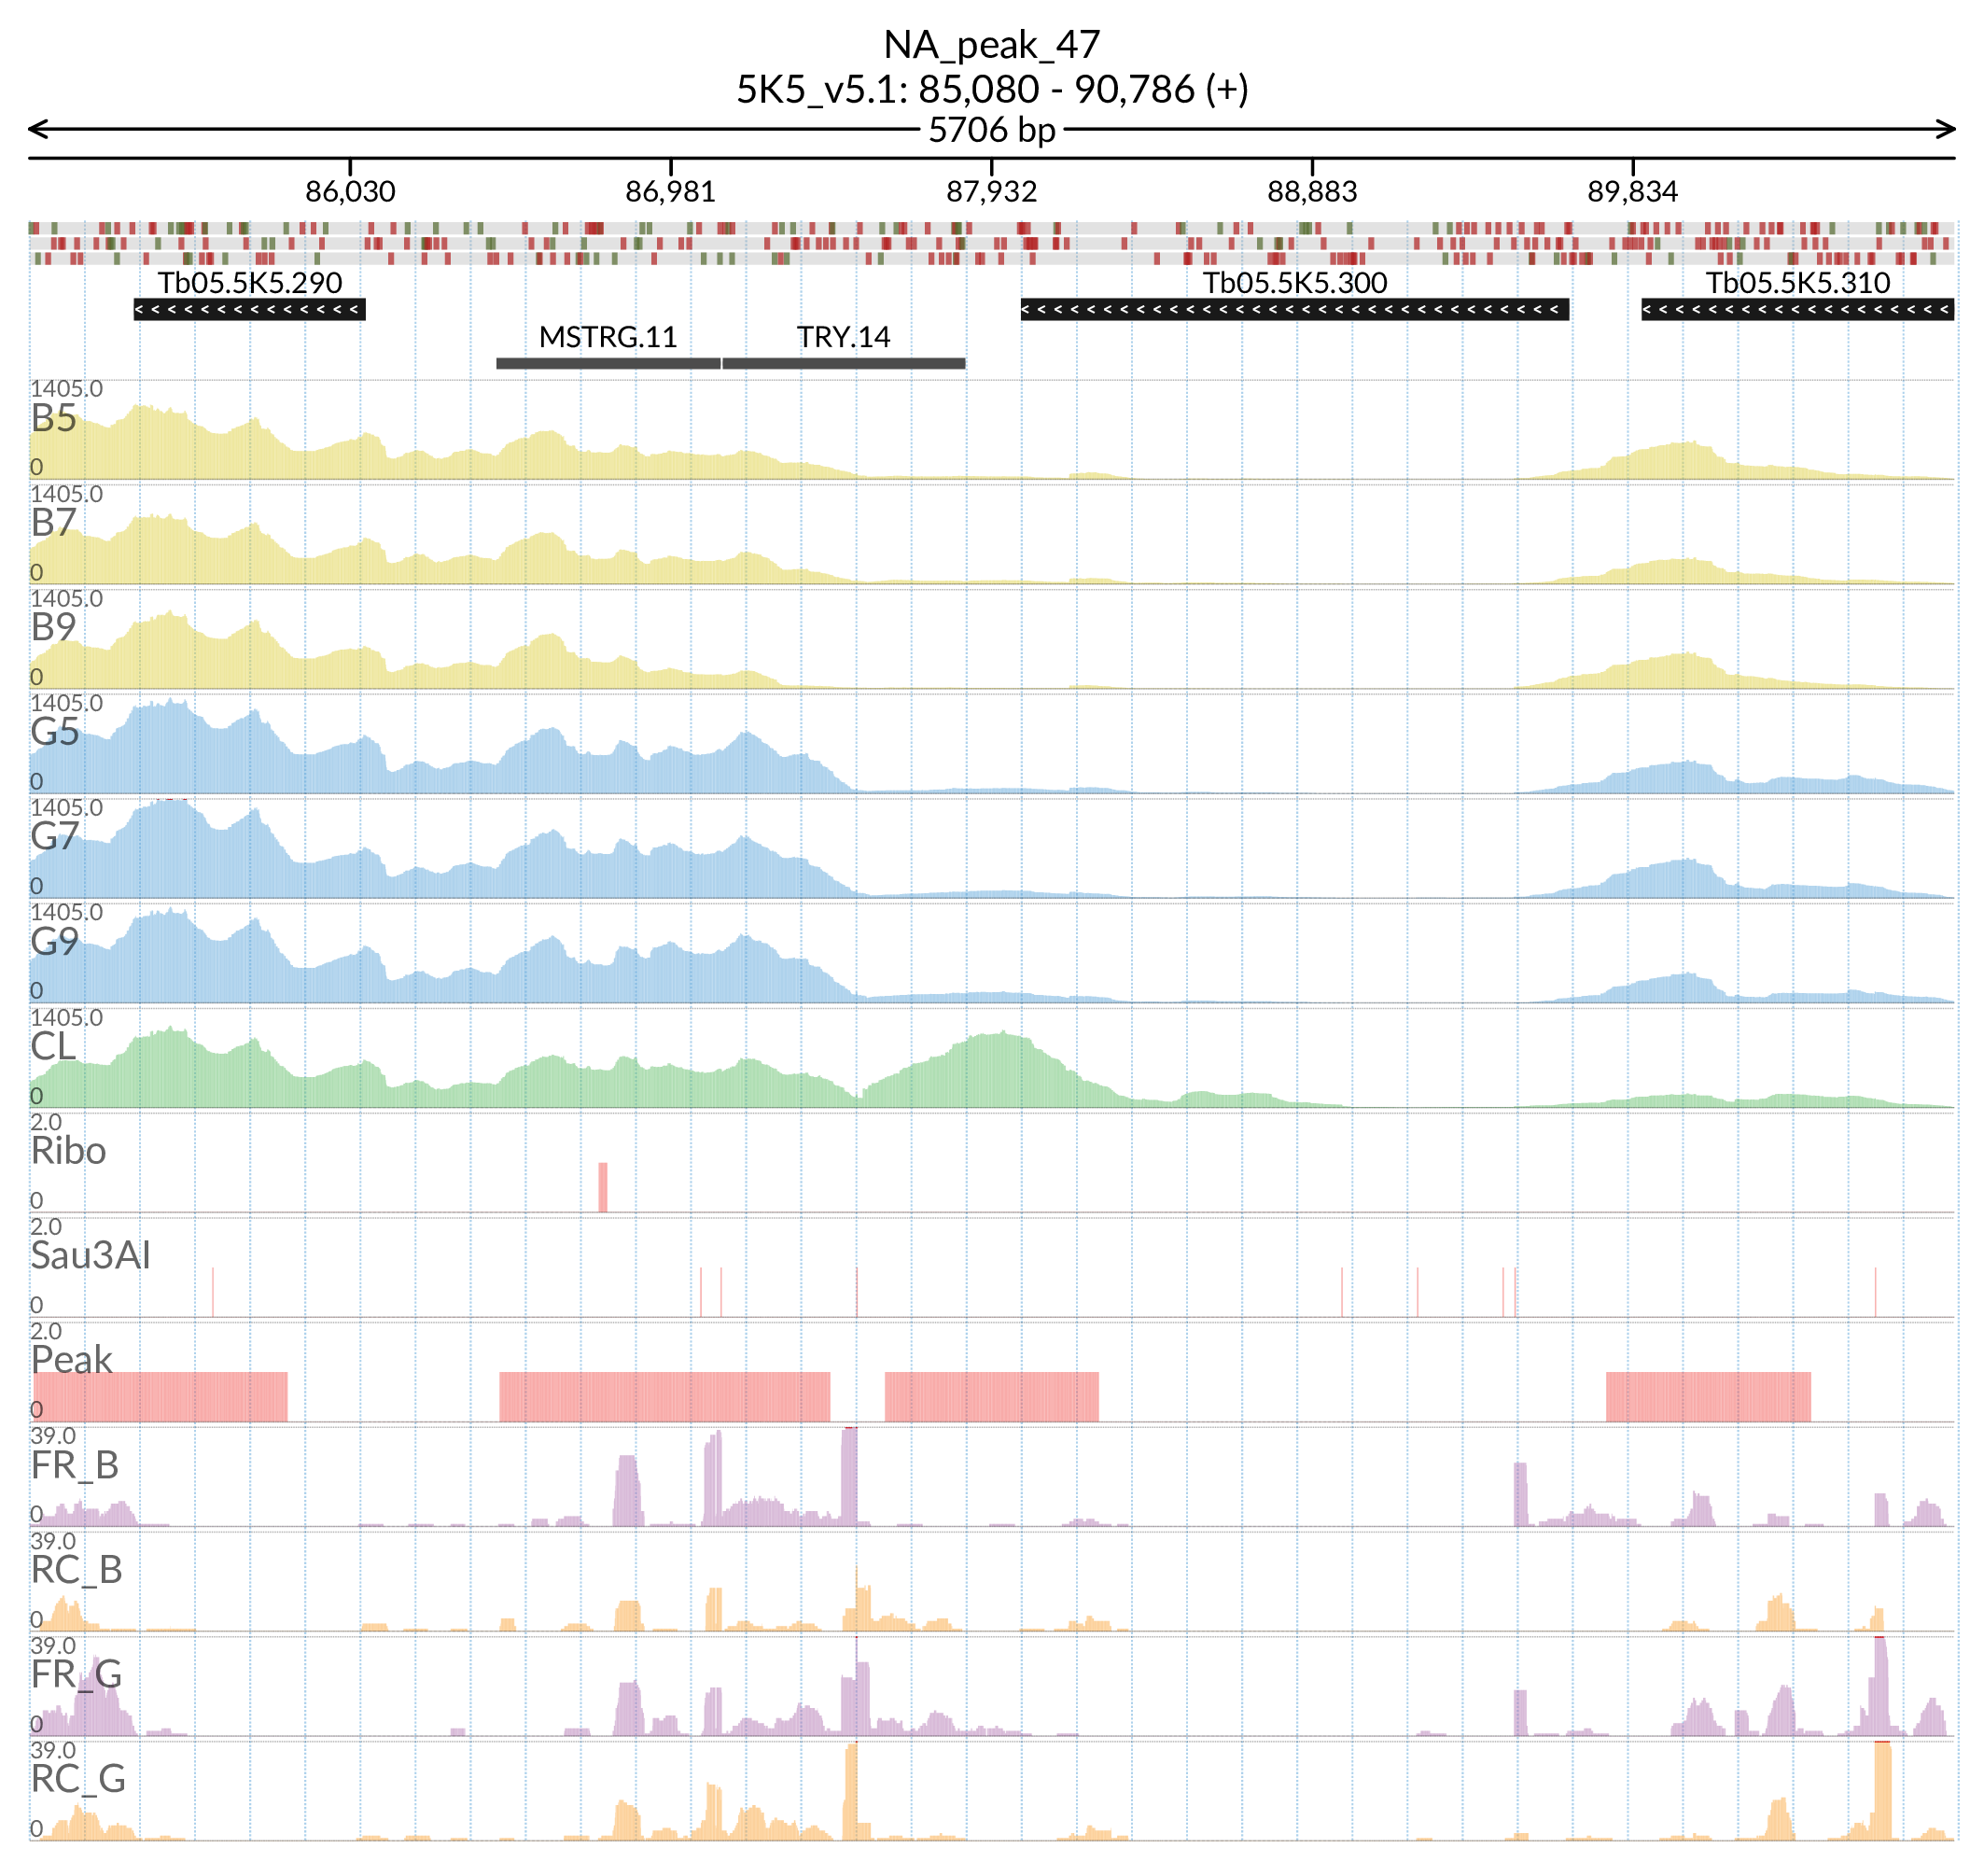 NA_peak_47
5K5_v5.1: 85,080 - 90,786 (+)
5706 bp
86,030 86,981 87,932 88,883 89,834
Tb05.5K5.290 Tb05.5K5.300 Tb05.5K5.310
MSTRG.11 TRY.14
1405.0
B5
0
1405.0
B7
0
1405.0
B9
0
1405.0
G5
0
1405.0
G7
0
1405.0
G9
0
1405.0
CL
0
2.0
Ribo
0
2.0
Sau3AI
0
2.0
Peak
0
39.0
FR_B
0
39.0
RC_B
0
39.0
FR_G
0
39.0
RC_G
0